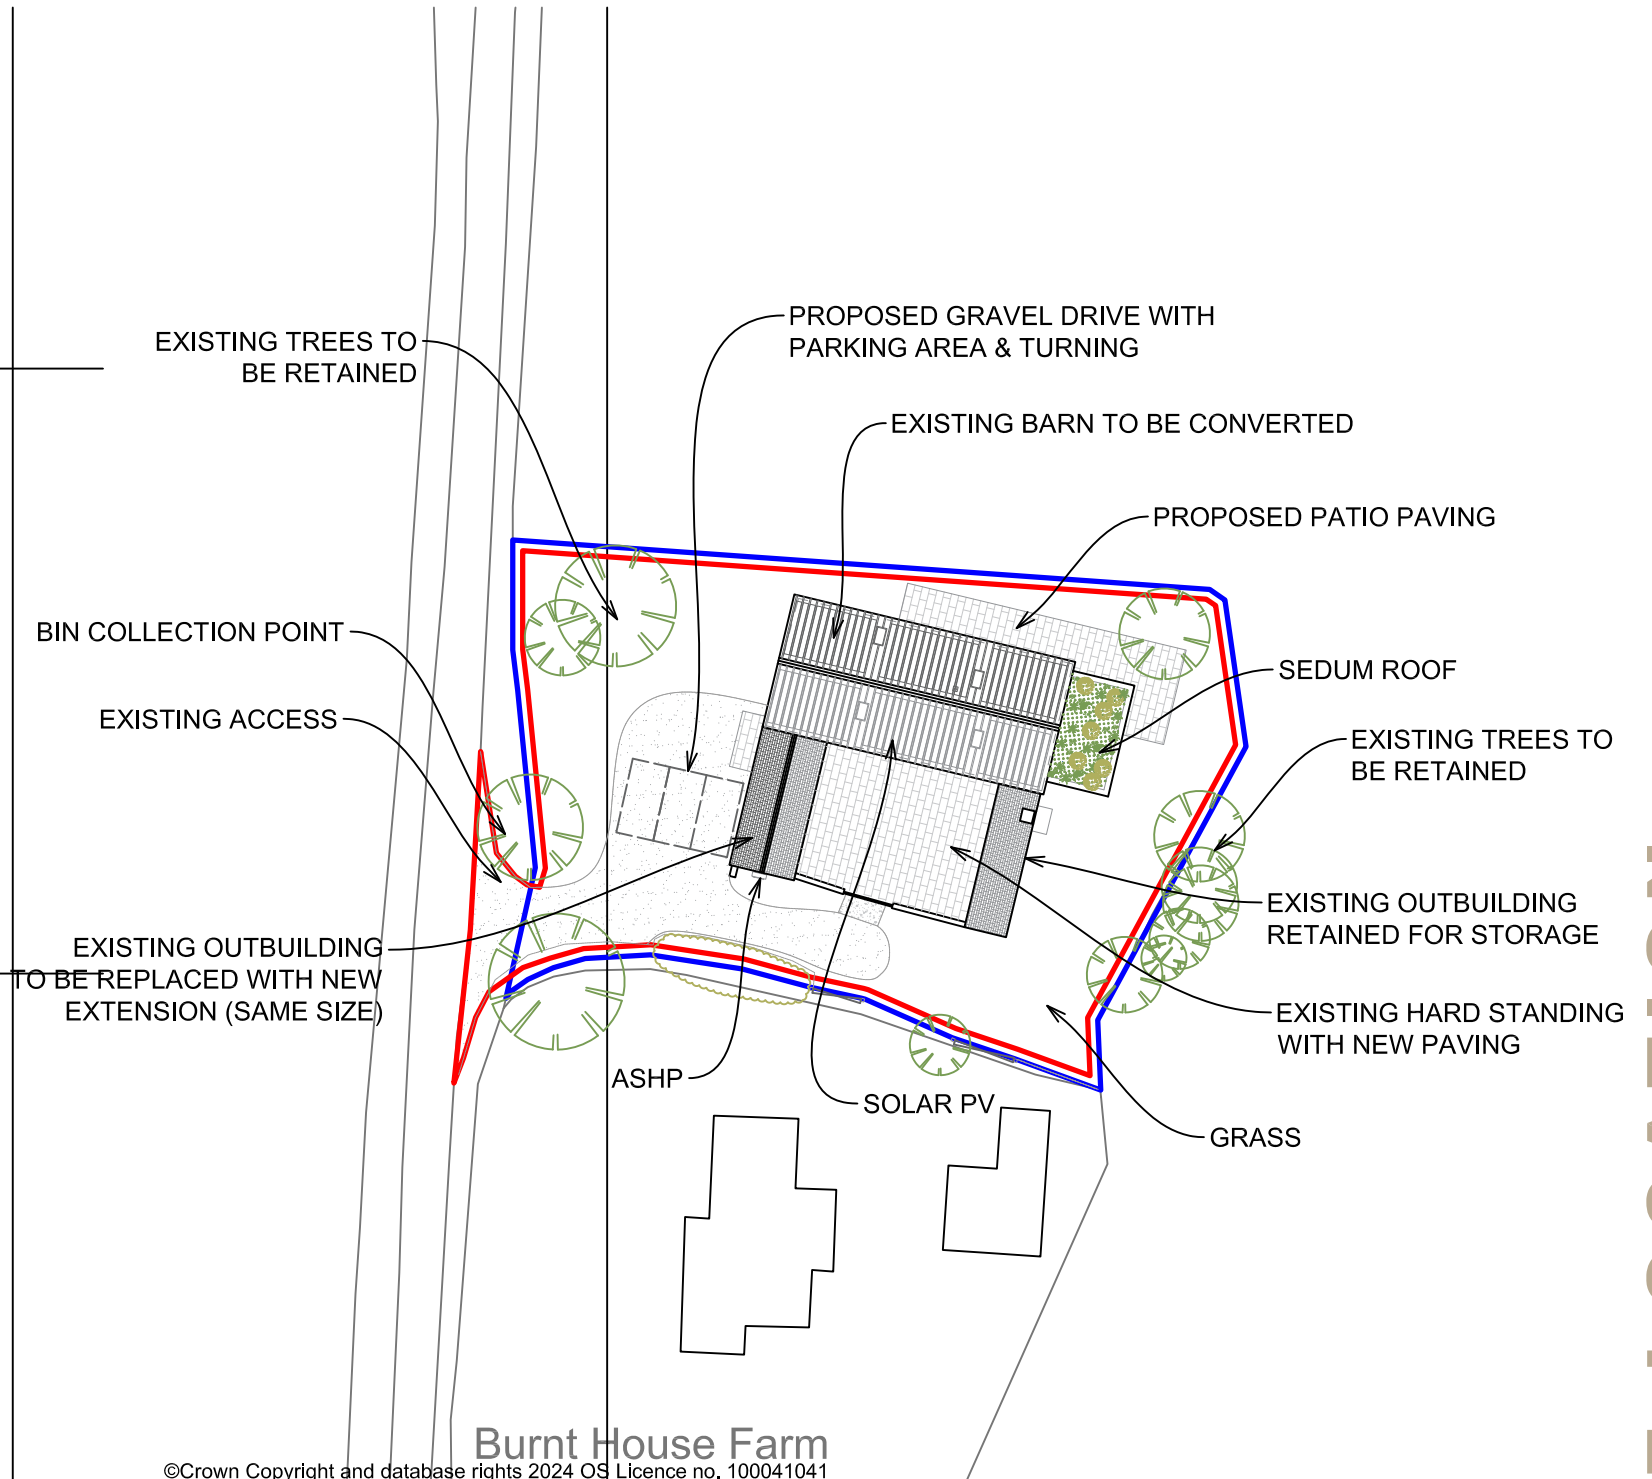 PROPOSED GRAVEL DRIVE WITH
PARKING AREA & TURNING
EXISTING TREES TO
BE RETAINED
EXISTING BARN TO BE CONVERTED
PROPOSED PATIO PAVING
BIN COLLECTION POINT
SEDUM ROOF
EXISTING ACCESS
EXISTING TREES TO
BE RETAINED
EXISTING OUTBUILDING
RETAINED FOR STORAGE
EXISTING OUTBUILDING
TO BE REPLACED WITH NEW
EXTENSION (SAME SIZE)
EXISTING HARD STANDING
WITH NEW PAVING
ASHP
SOLAR PV
GRASS
Burnt House Farm
©Crown Copyright and database rights 2024 OS Licence no. 100041041